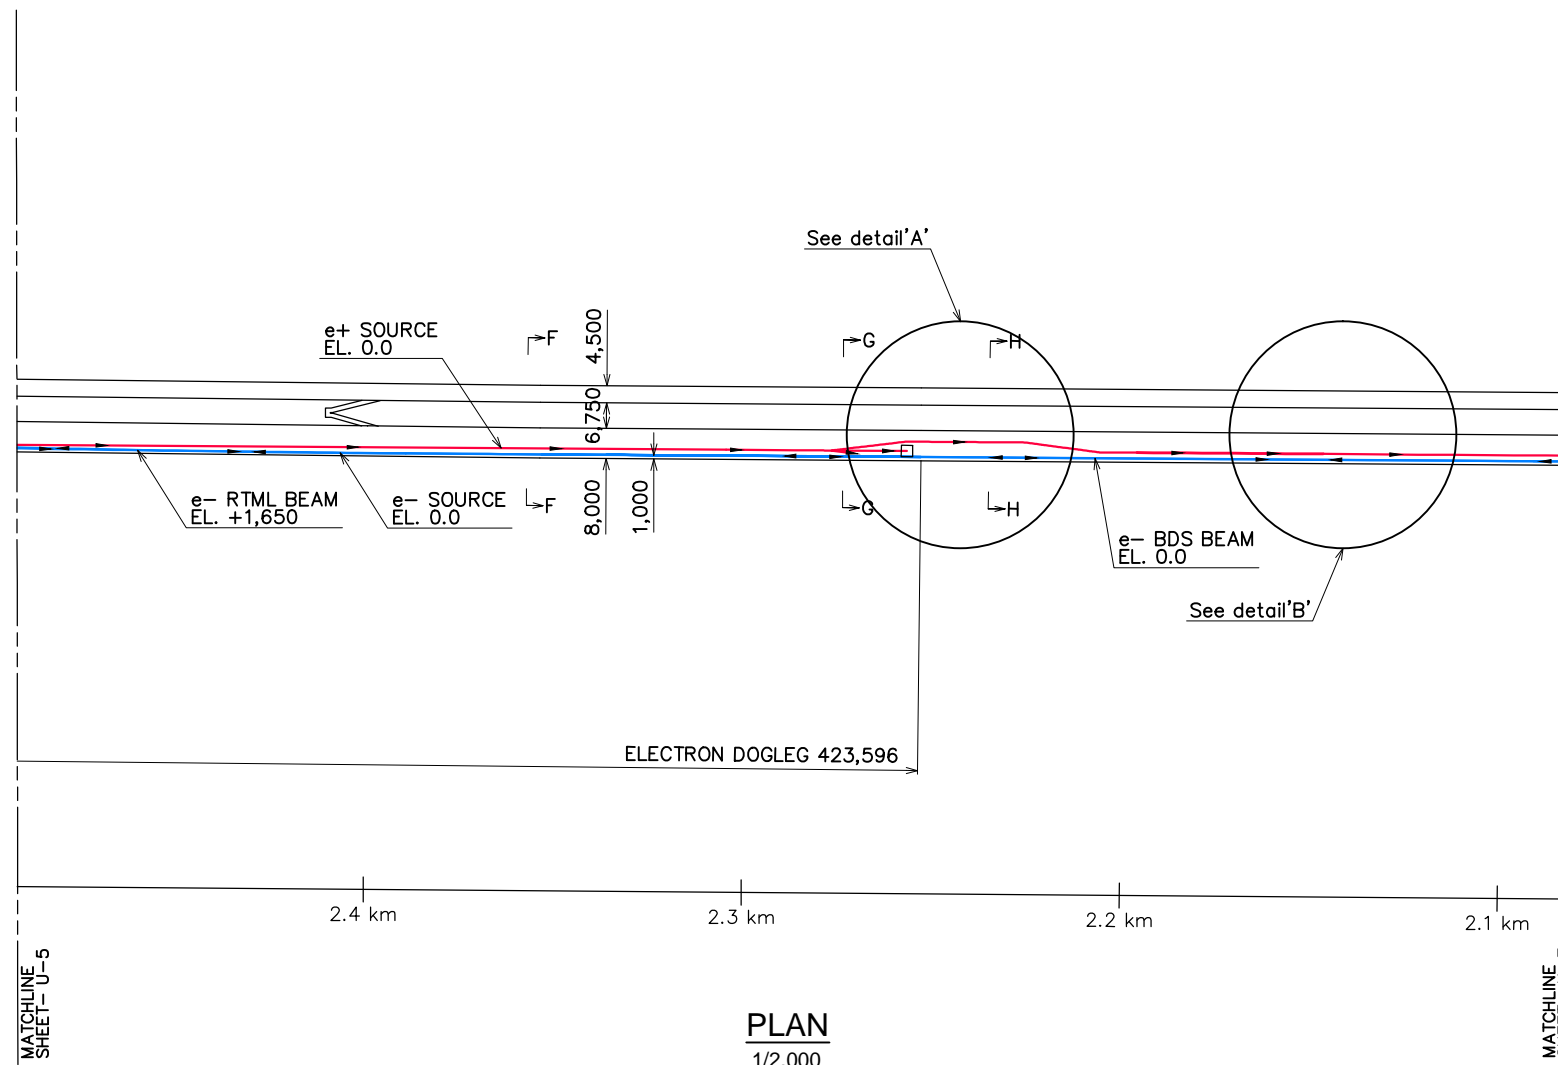 See detail'A'
e+ SOURCE
EL. 0.0
F
4,500
G
H
6,750
e- RTML BEAM
EL. +1,650
e- SOURCE
EL. 0.0
F
8,000
1,000
G
H
e- BDS BEAM
EL. 0.0
See detail'B'
ELECTRON DOGLEG 423,596
2.4 km
2.3 km
2.2 km
2.1 km
MATCHLINE
SHEET- U-5
MATCHLINE
PLAN
1/2,000